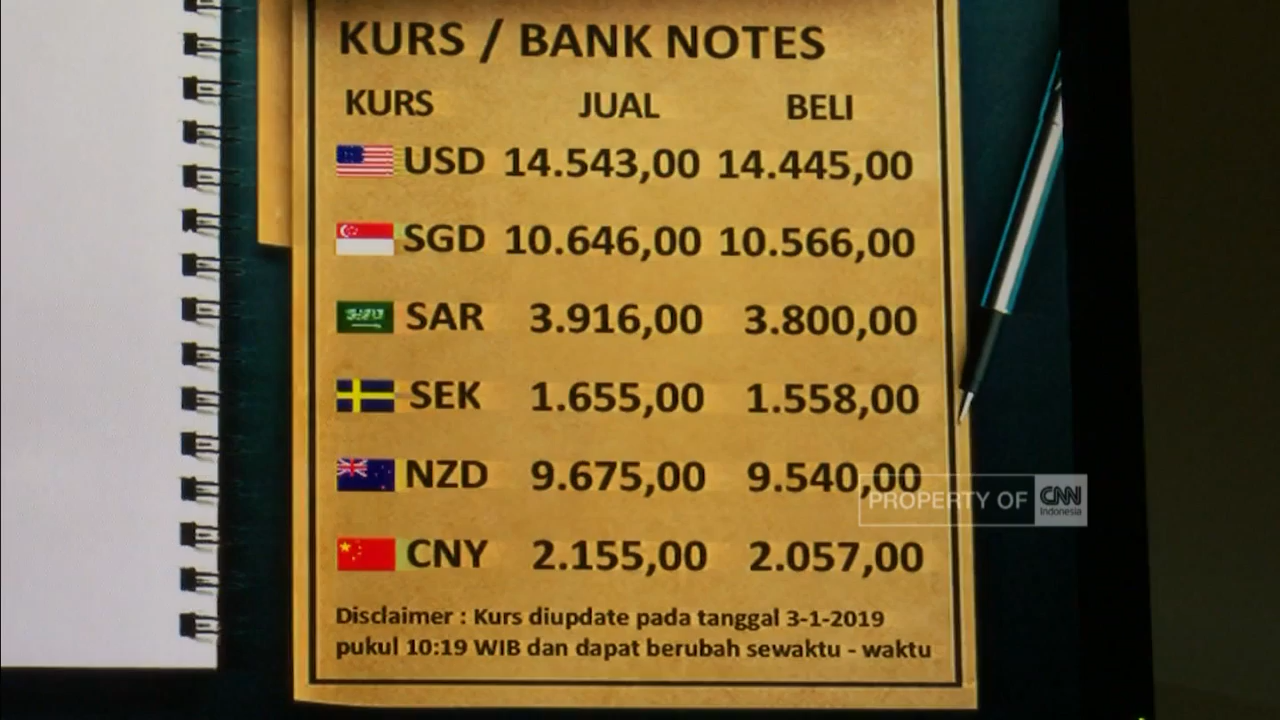 KURS / BANK NOTES
KURS JUAL BELI
USD 14.543,00 14.445,00
SGD 10.646,00 10.566,00
SAR 3.916,00 3.800,00
SEK 1.655,00 1.558,00
NZD 9.675,00 9.540,00
CNY 2.155,00 2.057,00
Disclaimer : Kurs diupdate pada tanggal 3-1-2019
pukul 10:19 WIB dan dapat berubah sewaktu - waktu
PROPERTY OF CNN Indonesia